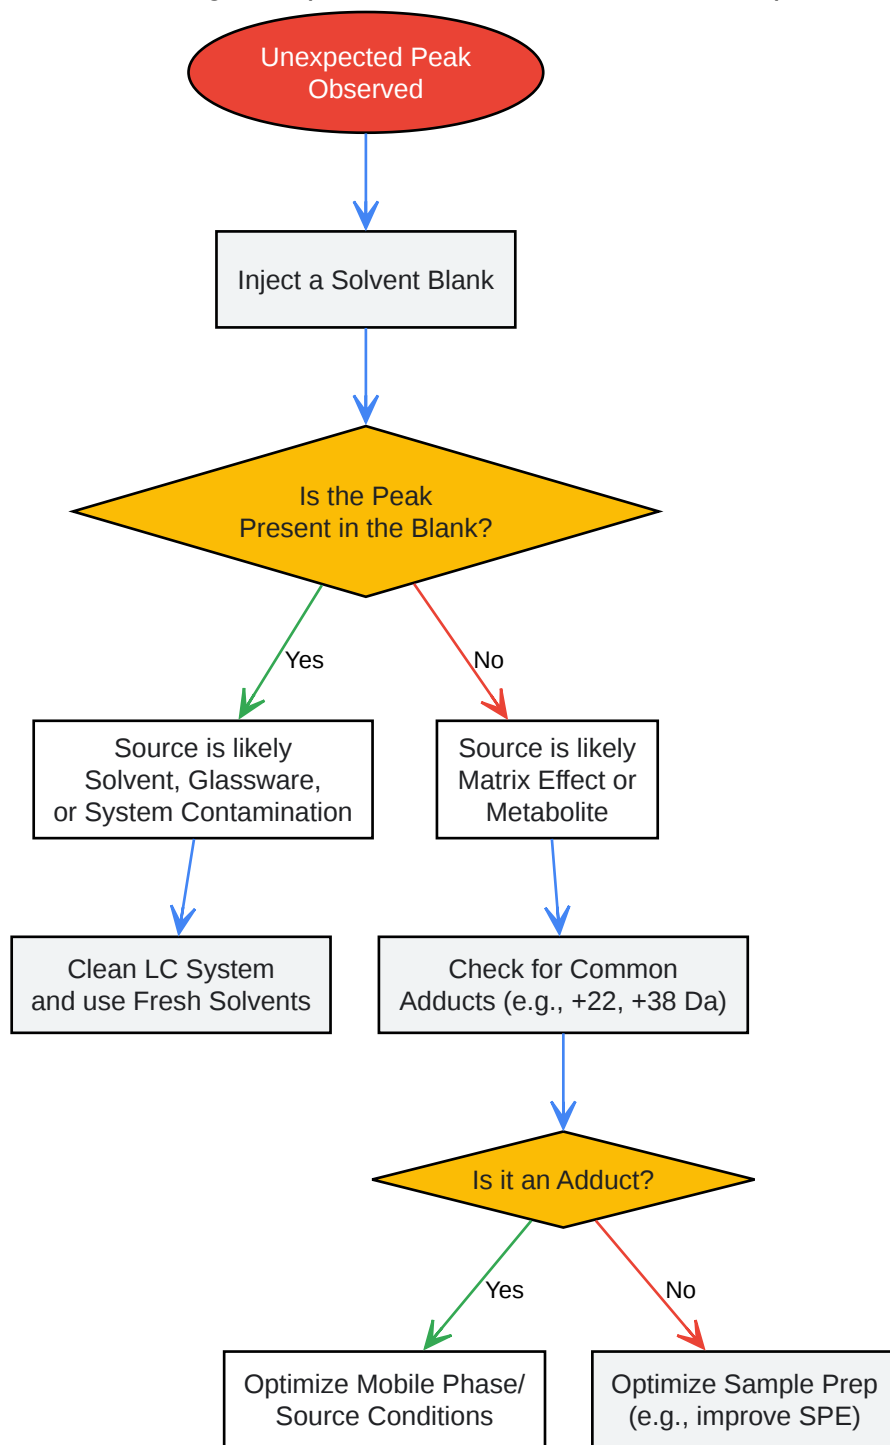 Unexpected Peak
Observed
Inject a Solvent Blank
Is the Peak
Present in the Blank?
Yes
No
Source is likely
Solvent, Glassware,
or System Contamination
Source is likely
Matrix Effect or
Metabolite
Clean LC System
and use Fresh Solvents
Check for Common
Adducts (e.g., +22, +38 Da)
Is it an Adduct?
Yes
No
Optimize Mobile Phase/
Source Conditions
Optimize Sample Prep
(e.g., improve SPE)